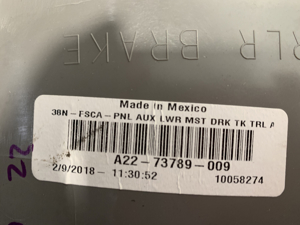 RLR BRAKE
Made in Mexico
38N - FSCA - PNL AUX LWR MST DRK TK TRL A
A22-73789-009
2/9/2018 - 11:30:52
10058274
22